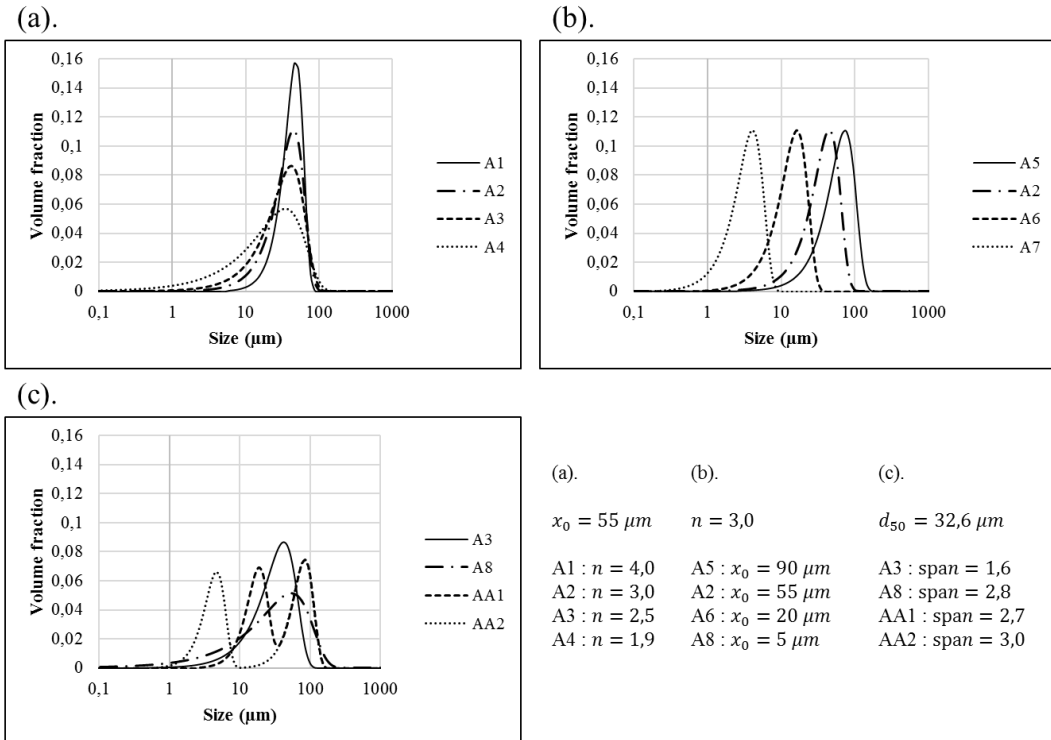 (a).
0,16
0,14
0,12
0,1
0,08
0,06
0,04
0,02
0
Volume fraction
0,1 1 10 100 1000
Size (µm)
A1
A2
A3
A4
(b).
0,16
0,14
0,12
0,1
0,08
0,06
0,04
0,02
0
Volume fraction
0,1 1 10 100 1000
Size (µm)
A5
A2
A6
A7
(c).
0,16
0,14
0,12
0,1
0,08
0,06
0,04
0,02
0
Volume fraction
0,1 1 10 100 1000
Size (µm)
A3
A8
AA1
AA2
(a). (b). (c).
x₀ = 55 µm n = 3,0 d₅₀ = 32,6 µm
A1 : n = 4,0 A5 : x₀ = 90 µm A3 : span = 1,6
A2 : n = 3,0 A2 : x₀ = 55 µm A8 : span = 2,8
A3 : n = 2,5 A6 : x₀ = 20 µm AA1 : span = 2,7
A4 : n = 1,9 A8 : x₀ = 5 µm AA2 : span = 3,0